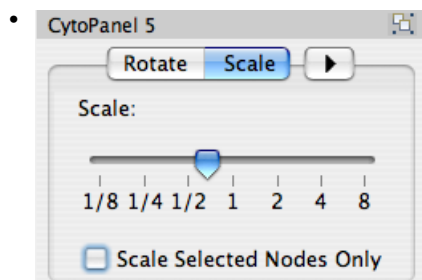 CytoPanel 5
Rotate Scale
Scale:
1/8 1/4 1/2 1 2 4 8
Scale Selected Nodes Only